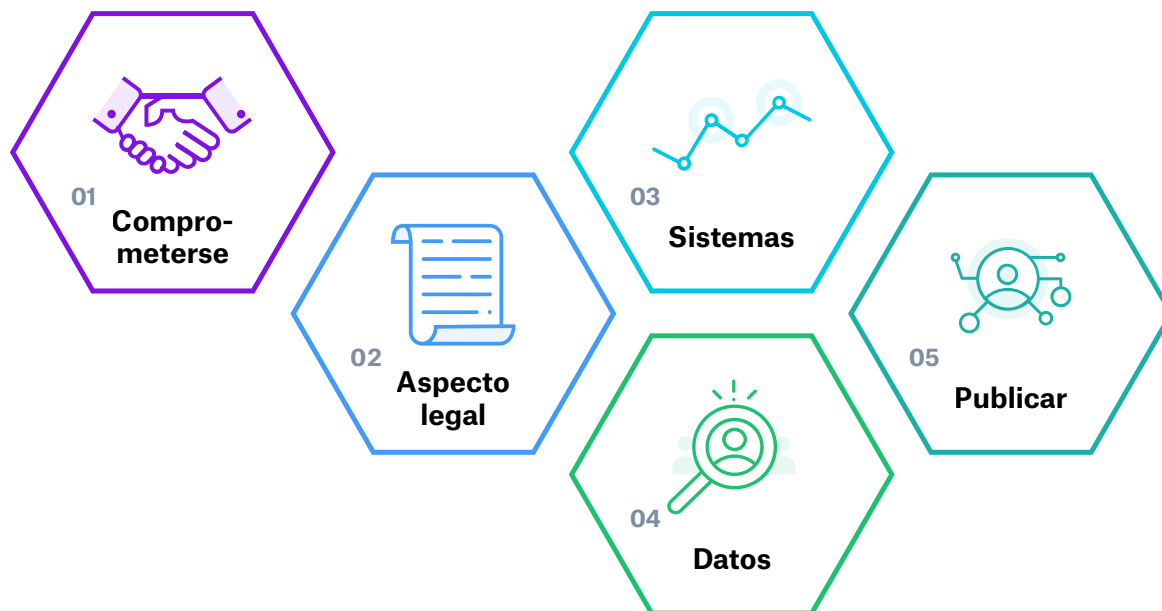 01
Compro-
meterse
02
Aspecto
legal
03
Sistemas
04
Datos
05
Publicar